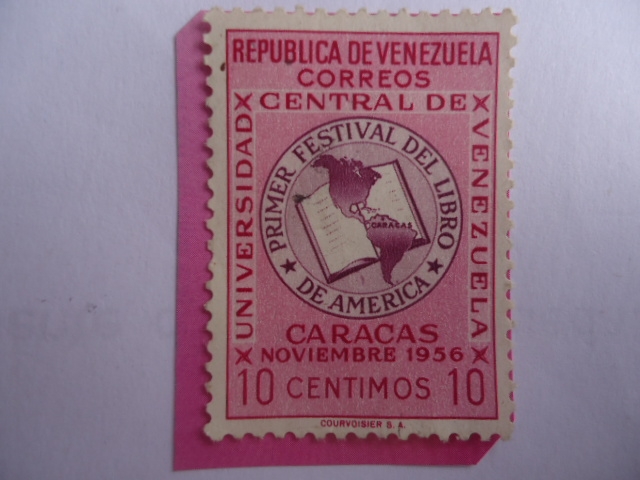 REPUBLICA DE VENEZUELA
CORREOS
UNIVERSIDAD
CENTRAL DE
VENEZUELA
PRIMER FESTIVAL DEL LIBRO
DE AMERICA
CARACAS
CARACAS
NOVIEMBRE 1956
10 CENTIMOS 10
COURVOISIER S. A.